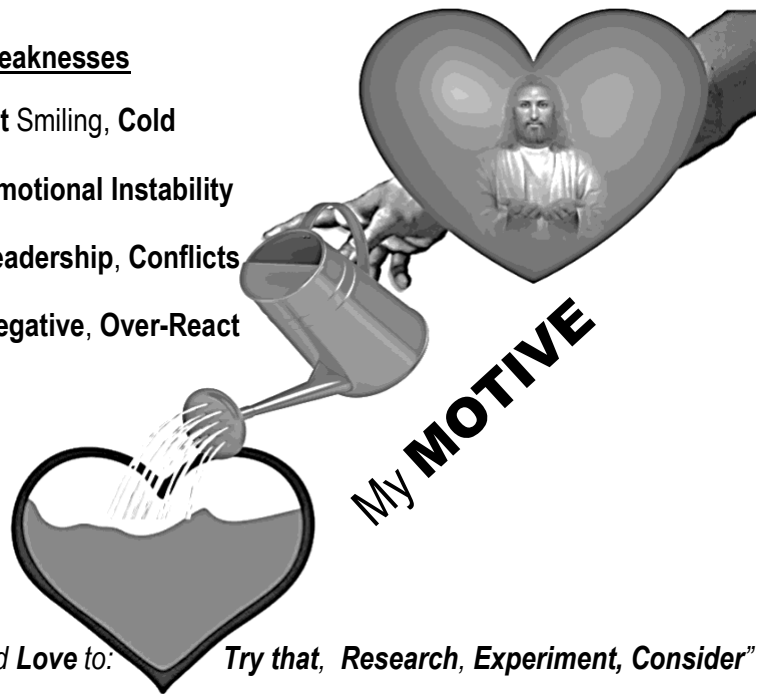 eaknesses
t Smiling, Cold
motional Instability
eadership, Conflicts
egative, Over-React
My MOTIVE
d Love to: Try that, Research, Experiment, Consider”